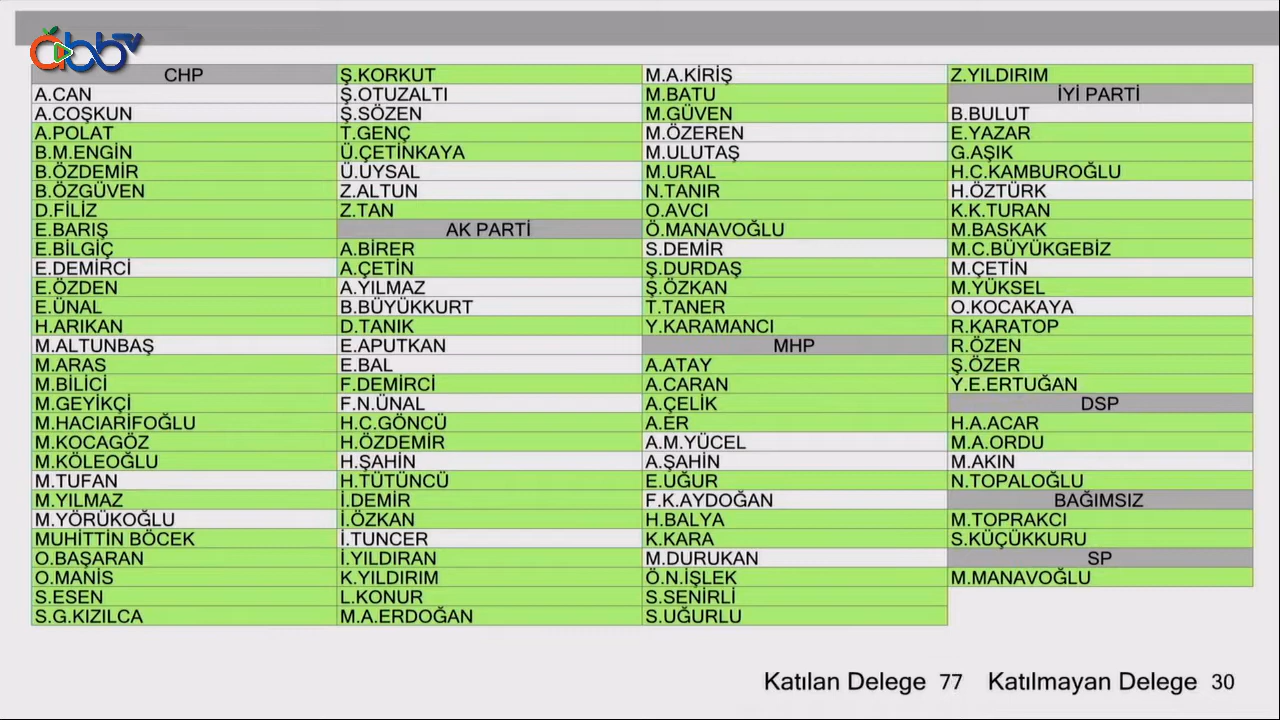 abb TV
CHP
A.CAN
A.COŞKUN
A.POLAT
B.M.ENGİN
B.ÖZDEMİR
B.ÖZGÜVEN
D.FİLİZ
E.BARIŞ
E.BİLGİÇ
E.DEMİRCİ
E.ÖZDEN
E.ÜNAL
H.ARIKAN
M.ALTUNBAŞ
M.ARAS
M.BİLİCİ
M.GEYİKÇİ
M.HACIARİFOĞLU
M.KOCAGÖZ
M.KÖLEOĞLU
M.TUFAN
M.YILMAZ
M.YÖRÜKOĞLU
MUHİTTİN BÖCEK
O.BAŞARAN
O.MANİS
S.ESEN
S.G.KIZILCA
Ş.KORKUT
Ş.OTUZALTI
Ş.SÖZEN
T.GENÇ
Ü.ÇETİNKAYA
Ü.UYSAL
Z.ALTUN
Z.TAN
AK PARTİ
A.BİRER
A.ÇETİN
A.YILMAZ
B.BÜYÜKKURT
D.TANIK
E.APUTKAN
E.BAL
F.DEMİRCİ
F.N.ÜNAL
H.C.GÖNCÜ
H.ÖZDEMİR
H.ŞAHİN
H.TÜTÜNCÜ
İ.DEMİR
İ.ÖZKAN
İ.TUNCER
İ.YILDIRAN
K.YILDIRIM
L.KONUR
M.A.ERDOĞAN
M.A.KİRİŞ
M.BATU
M.GÜVEN
M.ÖZEREN
M.ULUTAŞ
M.URAL
N.TANIR
O.AVCI
Ö.MANAVOĞLU
S.DEMİR
Ş.DURDAŞ
Ş.ÖZKAN
T.TANER
Y.KARAMANCI
MHP
A.ATAY
A.CARAN
A.ÇELİK
A.ER
A.M.YÜCEL
A.ŞAHİN
E.UĞUR
F.K.AYDOĞAN
H.BALYA
K.KARA
M.DURUKAN
Ö.N.İŞLEK
S.SENİRLİ
S.UĞURLU
Z.YILDIRIM
İYİ PARTİ
B.BULUT
E.YAZAR
G.AŞIK
H.C.KAMBUROĞLU
H.ÖZTÜRK
K.K.TURAN
M.BASKAK
M.C.BÜYÜKGEBİZ
M.ÇETİN
M.YÜKSEL
O.KOCAKAYA
R.KARATOP
R.ÖZEN
Ş.ÖZER
Y.E.ERTUĞAN
DSP
H.A.ACAR
M.A.ORDU
M.AKIN
N.TOPALOĞLU
BAĞIMSIZ
M.TOPRAKCI
S.KÜÇÜKKURU
SP
M.MANAVOĞLU
Katılan Delege 77 Katılmayan Delege 30